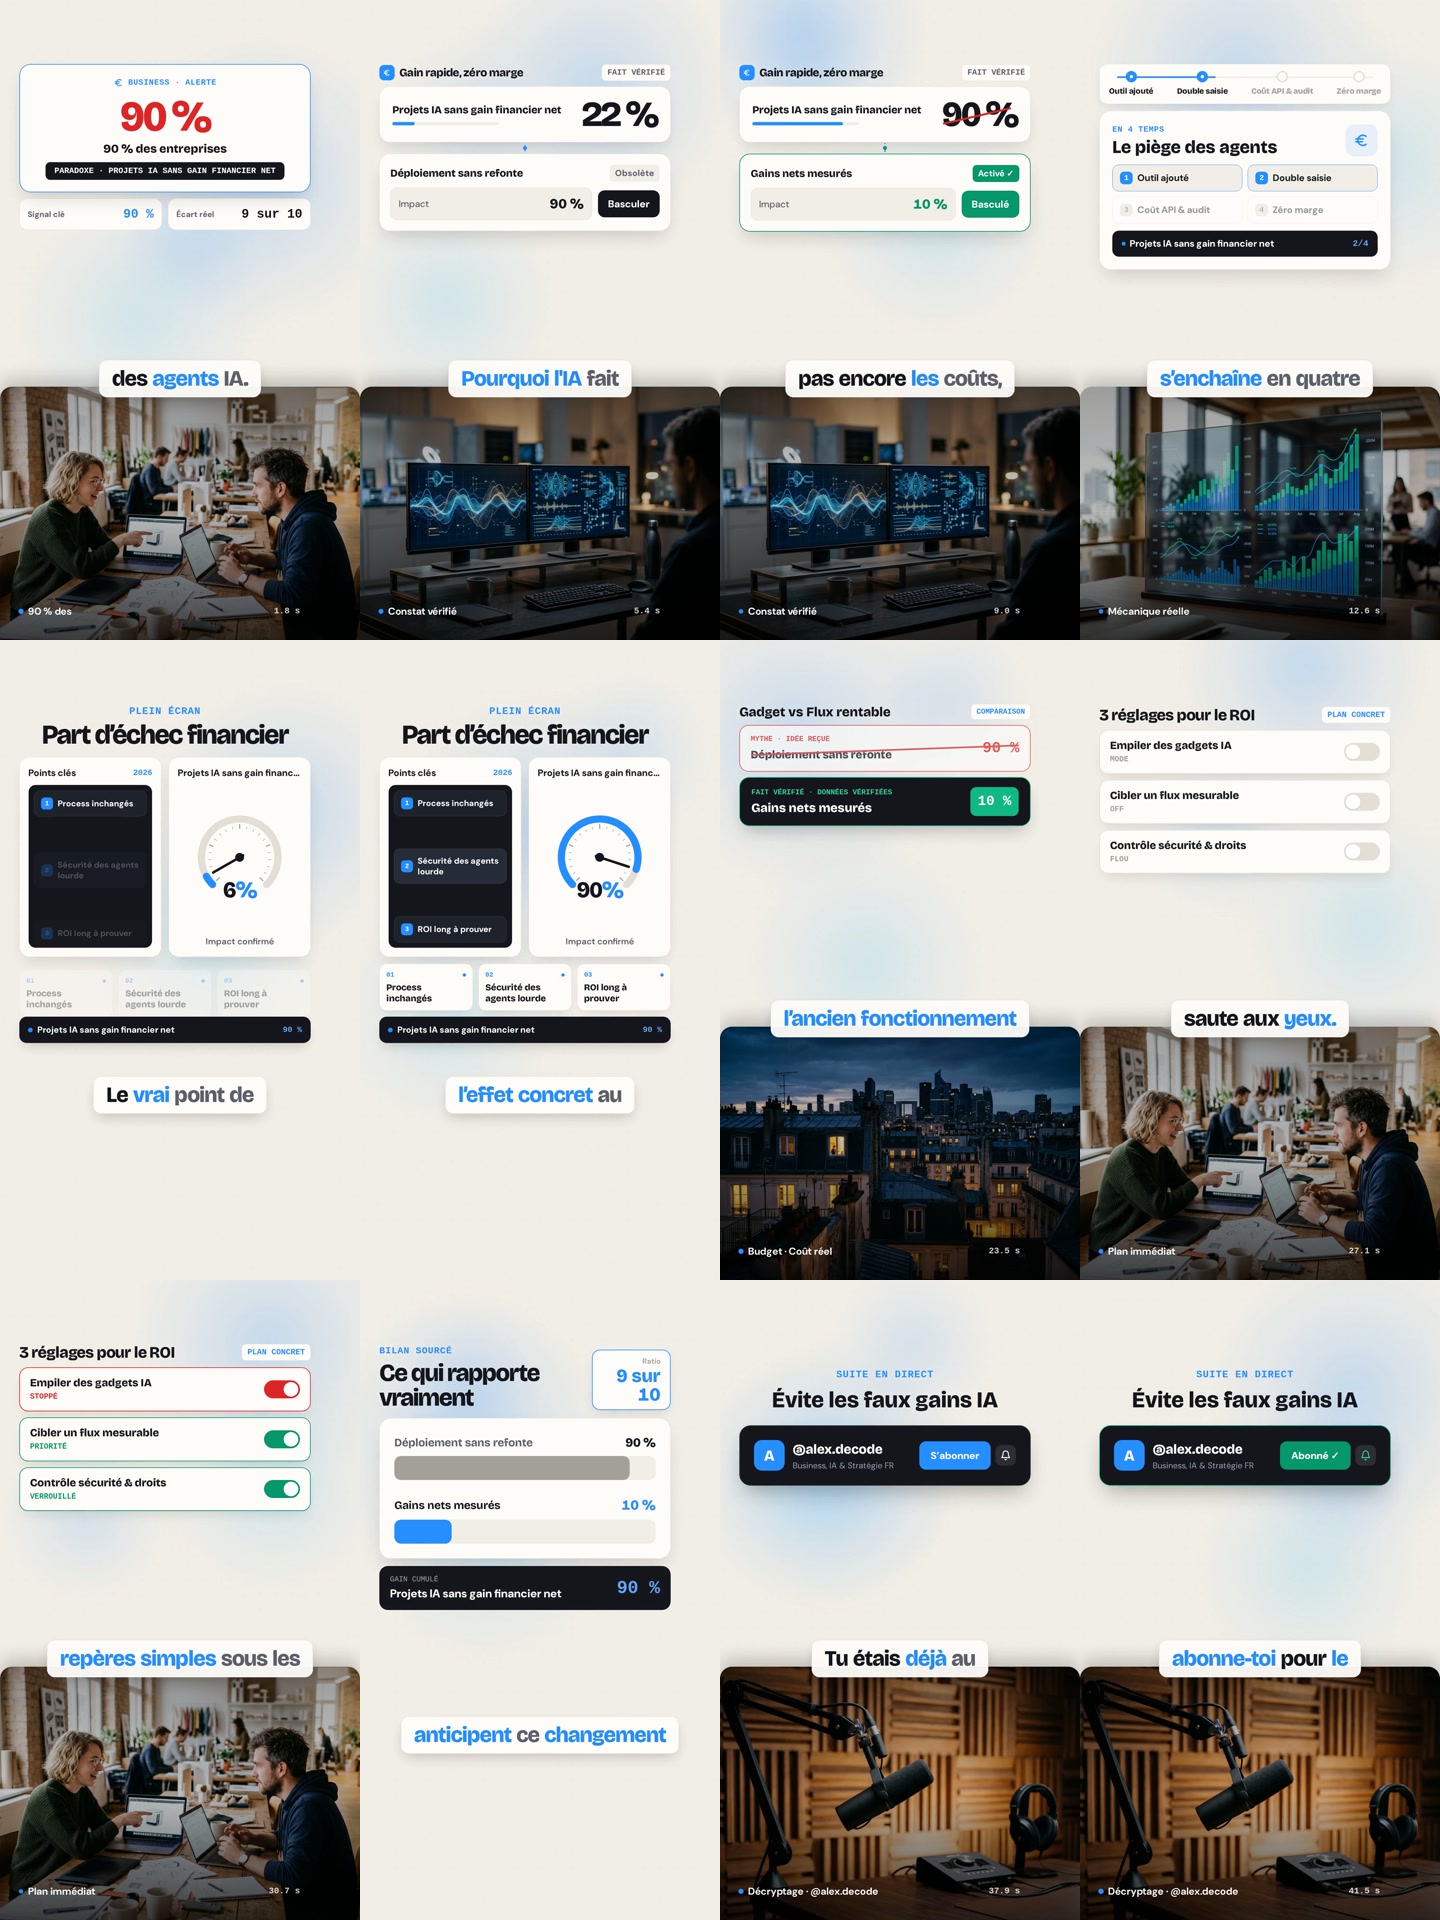 € BUSINESS · ALERTE
90 %
90 % des entreprises
PARADOXE · PROJETS IA SANS GAIN FINANCIER NET
Signal clé 90 %
Écart réel 9 sur 10
des agents IA.
90 % des 1.8 s
€ Gain rapide, zéro marge FAIT VÉRIFIÉ
Projets IA sans gain financier net 22 %
Déploiement sans refonte Obsolète
Impact 90 % Basculer
Pourquoi l'IA fait
Constat vérifié 5.4 s
€ Gain rapide, zéro marge FAIT VÉRIFIÉ
Projets IA sans gain financier net 90 %
Gains nets mesurés Activé ✓
Impact 10 % Basculé
pas encore les coûts,
Constat vérifié 9.0 s
Outil ajouté Double saisie Coût API & audit Zéro marge
EN 4 TEMPS
Le piège des agents €
1 Outil ajouté 2 Double saisie
3 Coût API & audit 4 Zéro marge
Projets IA sans gain financier net 2/4
s'enchaîne en quatre
Mécanique réelle 12.6 s
PLEIN ÉCRAN
Part d'échec financier
Points clés 2026
1 Process inchangés
2 Sécurité des agents
lourde
3 ROI long à prouver
Projets IA sans gain financ...
6%
Impact confirmé
01 02 03
Process inchangés
Sécurité des agents lourde
ROI long à prouver
Projets IA sans gain financier net 90 %
Le vrai point de
PLEIN ÉCRAN
Part d'échec financier
Points clés 2026
1 Process inchangés
2 Sécurité des agents
lourde
3 ROI long à prouver
Projets IA sans gain financ...
90%
Impact confirmé
01 02 03
Process inchangés
Sécurité des agents lourde
ROI long à prouver
Projets IA sans gain financier net 90 %
l'effet concret au
Gadget vs Flux rentable COMPARAISON
MYTHE · IDÉE REÇUE
Déploiement sans refonte 90 %
FAIT VÉRIFIÉ · DONNÉES VÉRIFIÉES
Gains nets mesurés 10 %
l'ancien fonctionnement
Budget · Coût réel 23.5 s
3 réglages pour le ROI PLAN CONCRET
Empiler des gadgets IA
MODE
Cibler un flux mesurable
OFF
Contrôle sécurité & droits
FLOU
saute aux yeux.
Plan immédiat 27.1 s
3 réglages pour le ROI PLAN CONCRET
Empiler des gadgets IA
STOPPÉ
Cibler un flux mesurable
PRIORITÉ
Contrôle sécurité & droits
VERROUILLÉ
repères simples sous les
Plan immédiat 30.7 s
BILAN SOURCÉ
Ce qui rapporte
vraiment
Ratio
9 sur
10
Déploiement sans refonte 90 %
Gains nets mesurés 10 %
GAIN CUMULÉ
Projets IA sans gain financier net 90 %
anticipent ce changement
SUITE EN DIRECT
Évite les faux gains IA
A @alex.decode S'abonner
Business, IA & Stratégie FR
Tu étais déjà au
Décryptage · @alex.decode 37.9 s
SUITE EN DIRECT
Évite les faux gains IA
A @alex.decode Abonné ✓
Business, IA & Stratégie FR
abonne-toi pour le
Décryptage · @alex.decode 41.5 s